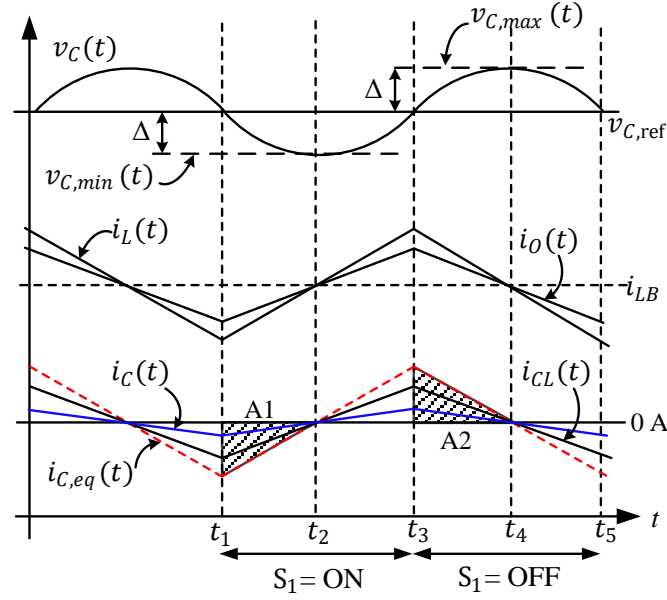 v_C(t)
v_{C,max}(t)
Δ
Δ
v_{C,ref}
v_{C,min}(t)
i_L(t)
i_O(t)
i_{LB}
i_C(t)
A1
i_{CL}(t)
0 A
A2
i_{C,eq}(t)
t_1
t_2
t_3
t_4
t_5
t
S_1= ON
S_1= OFF